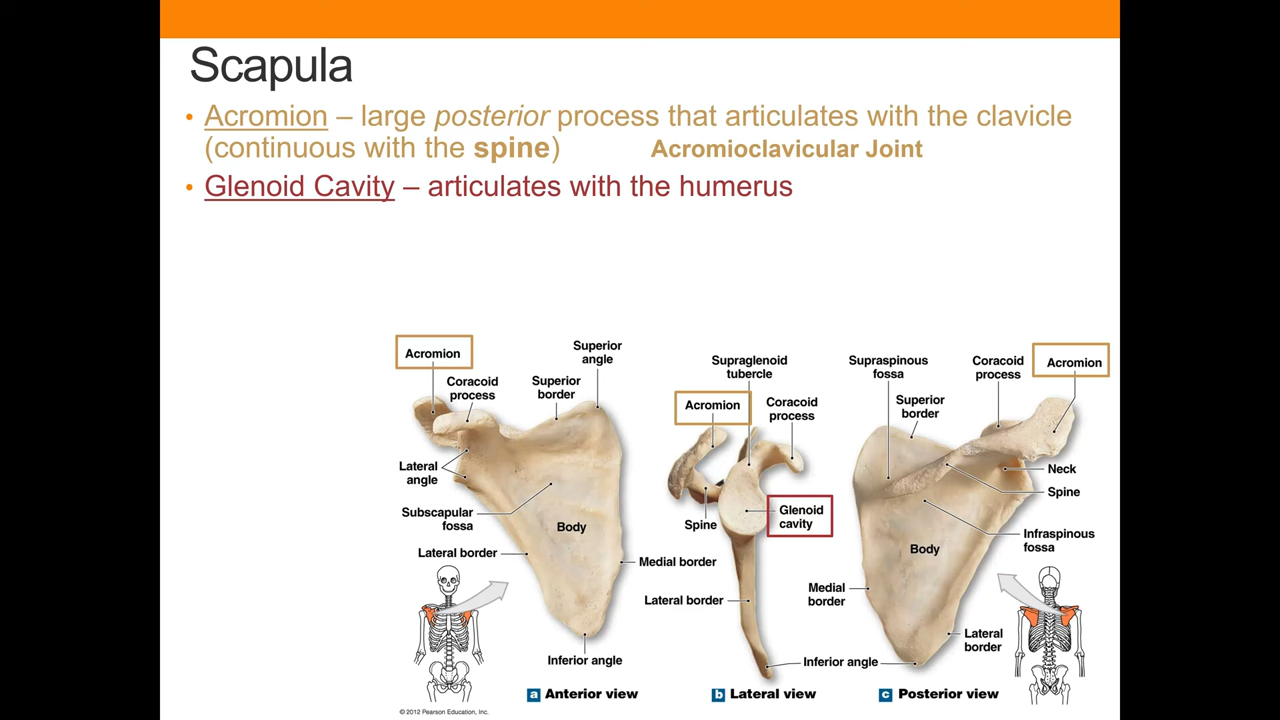 Scapula
• Acromion – large posterior process that articulates with the clavicle
(continuous with the spine) Acromioclavicular Joint
• Glenoid Cavity – articulates with the humerus
Acromion
Coracoid
process
Superior
border
Superior
angle
Lateral
angle
Subscapular
fossa
Body
Lateral border
Medial border
Inferior angle
a Anterior view
Supraglenoid
tubercle
Acromion
Coracoid
process
Spine
Glenoid
cavity
Lateral border
Inferior angle
b Lateral view
Supraspinous
fossa
Superior
border
Coracoid
process
Acromion
Neck
Spine
Infraspinous
fossa
Body
Medial
border
Lateral
border
c Posterior view
© 2012 Pearson Education, Inc.